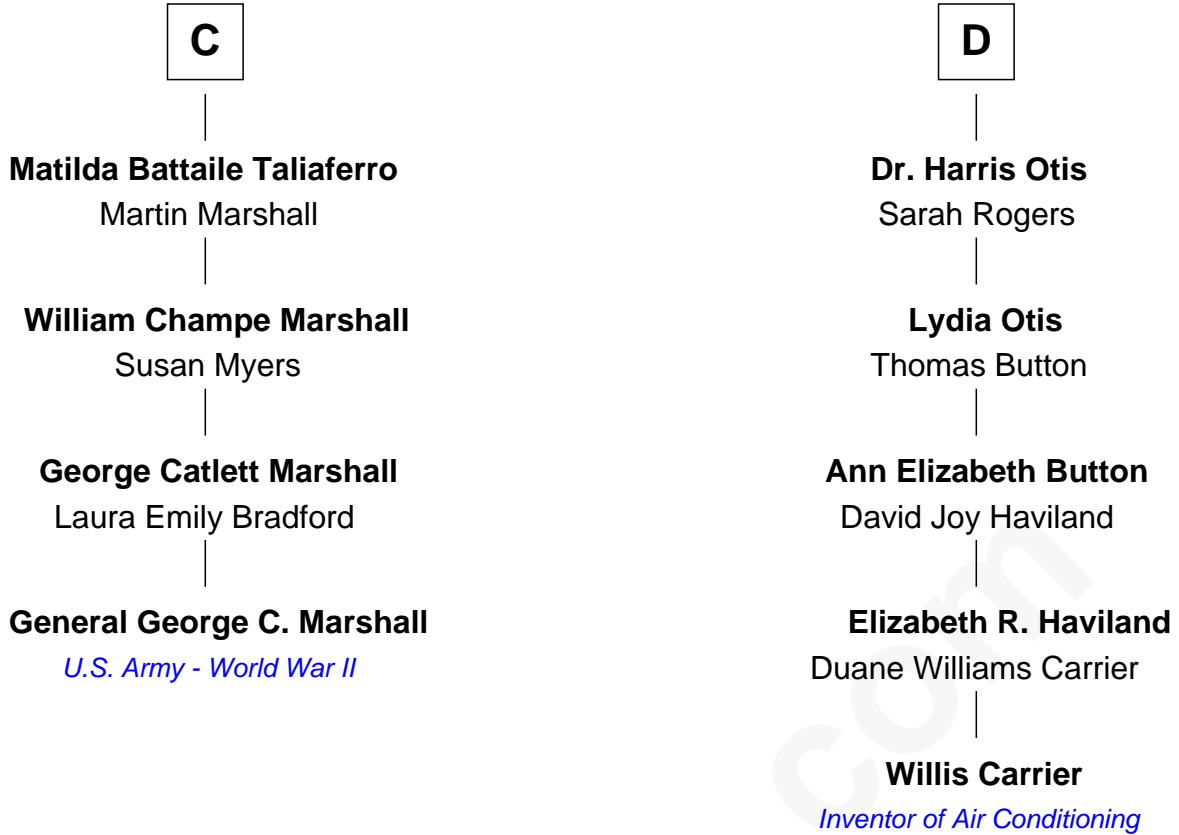 C
Matilda Battaile Taliaferro
Martin Marshall
William Champe Marshall
Susan Myers
George Catlett Marshall
Laura Emily Bradford
General George C. Marshall
U.S. Army - World War II
D
Dr. Harris Otis
Sarah Rogers
Lydia Otis
Thomas Button
Ann Elizabeth Button
David Joy Haviland
Elizabeth R. Haviland
Duane Williams Carrier
Willis Carrier
Inventor of Air Conditioning
com